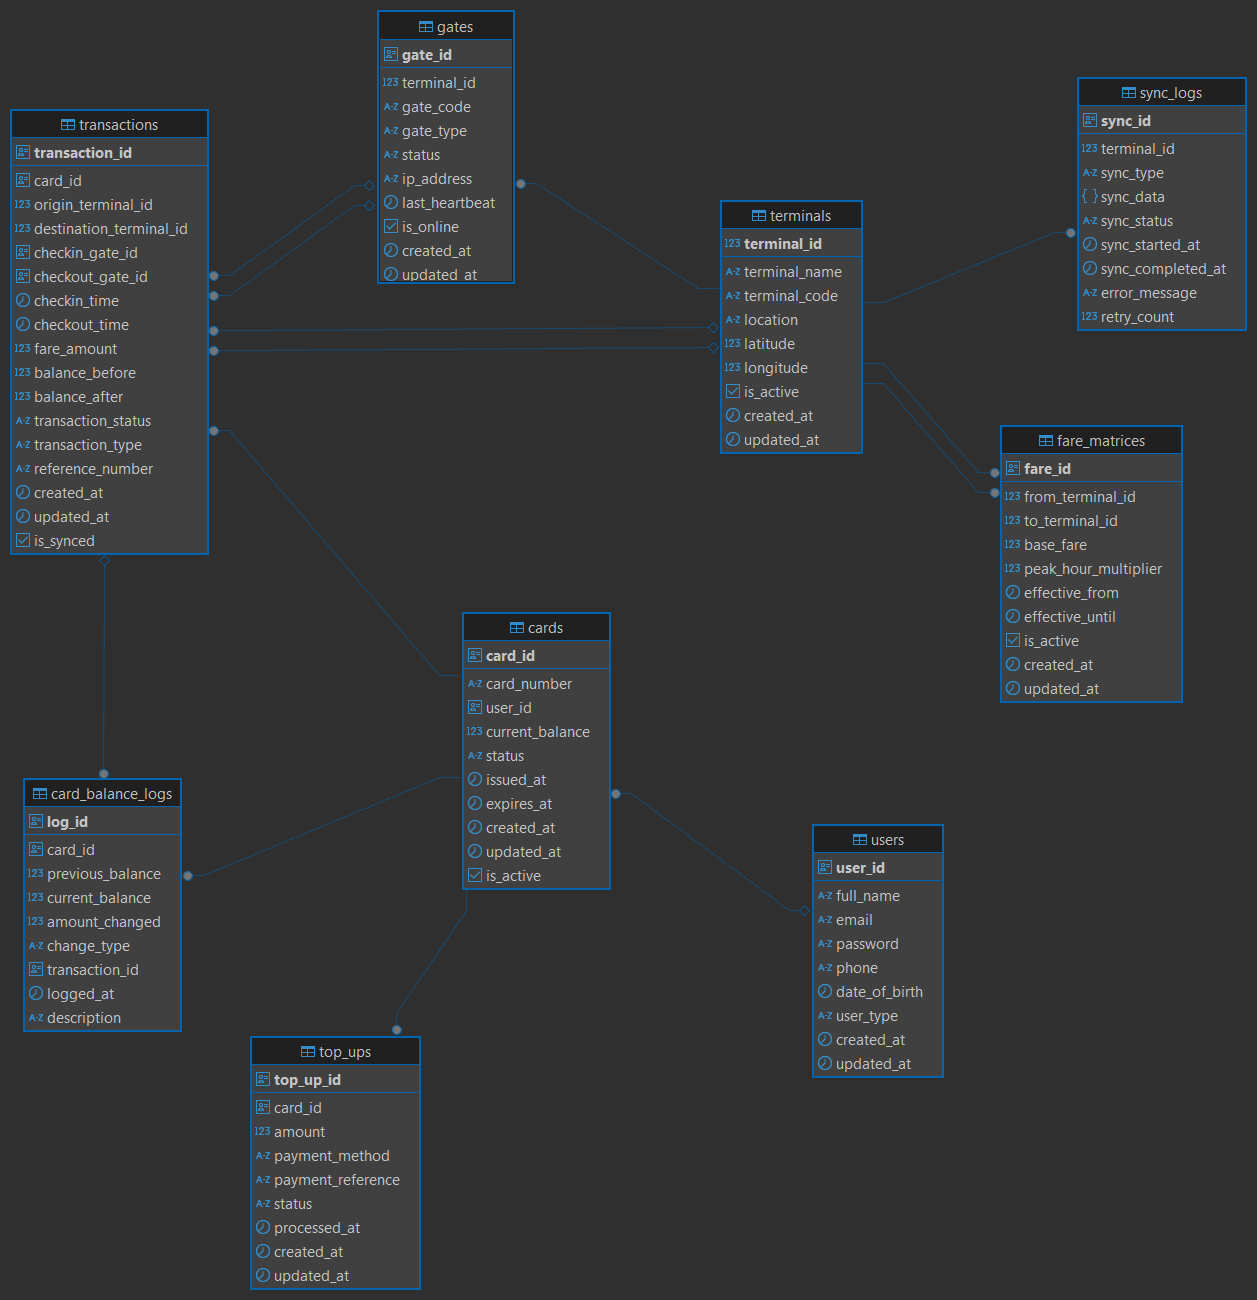 gates
gate_id
123 terminal_id
A-Z gate_code
A-Z gate_type
A-Z status
A-Z ip_address
last_heartbeat
is_online
created_at
updated_at
transactions
transaction_id
card_id
123 origin_terminal_id
123 destination_terminal_id
checkin_gate_id
checkout_gate_id
checkin_time
checkout_time
123 fare_amount
123 balance_before
123 balance_after
A-Z transaction_status
A-Z transaction_type
A-Z reference_number
created_at
updated_at
is_synced
terminals
123 terminal_id
A-Z terminal_name
A-Z terminal_code
A-Z location
123 latitude
123 longitude
is_active
created_at
updated_at
sync_logs
sync_id
123 terminal_id
A-Z sync_type
{ } sync_data
A-Z sync_status
sync_started_at
sync_completed_at
A-Z error_message
123 retry_count
fare_matrices
fare_id
123 from_terminal_id
123 to_terminal_id
123 base_fare
123 peak_hour_multiplier
effective_from
effective_until
is_active
created_at
updated_at
cards
card_id
A-Z card_number
user_id
123 current_balance
A-Z status
issued_at
expires_at
created_at
updated_at
is_active
card_balance_logs
log_id
card_id
123 previous_balance
123 current_balance
123 amount_changed
A-Z change_type
transaction_id
logged_at
A-Z description
users
user_id
A-Z full_name
A-Z email
A-Z password
A-Z phone
date_of_birth
A-Z user_type
created_at
updated_at
top_ups
top_up_id
card_id
123 amount
A-Z payment_method
A-Z payment_reference
A-Z status
processed_at
created_at
updated_at